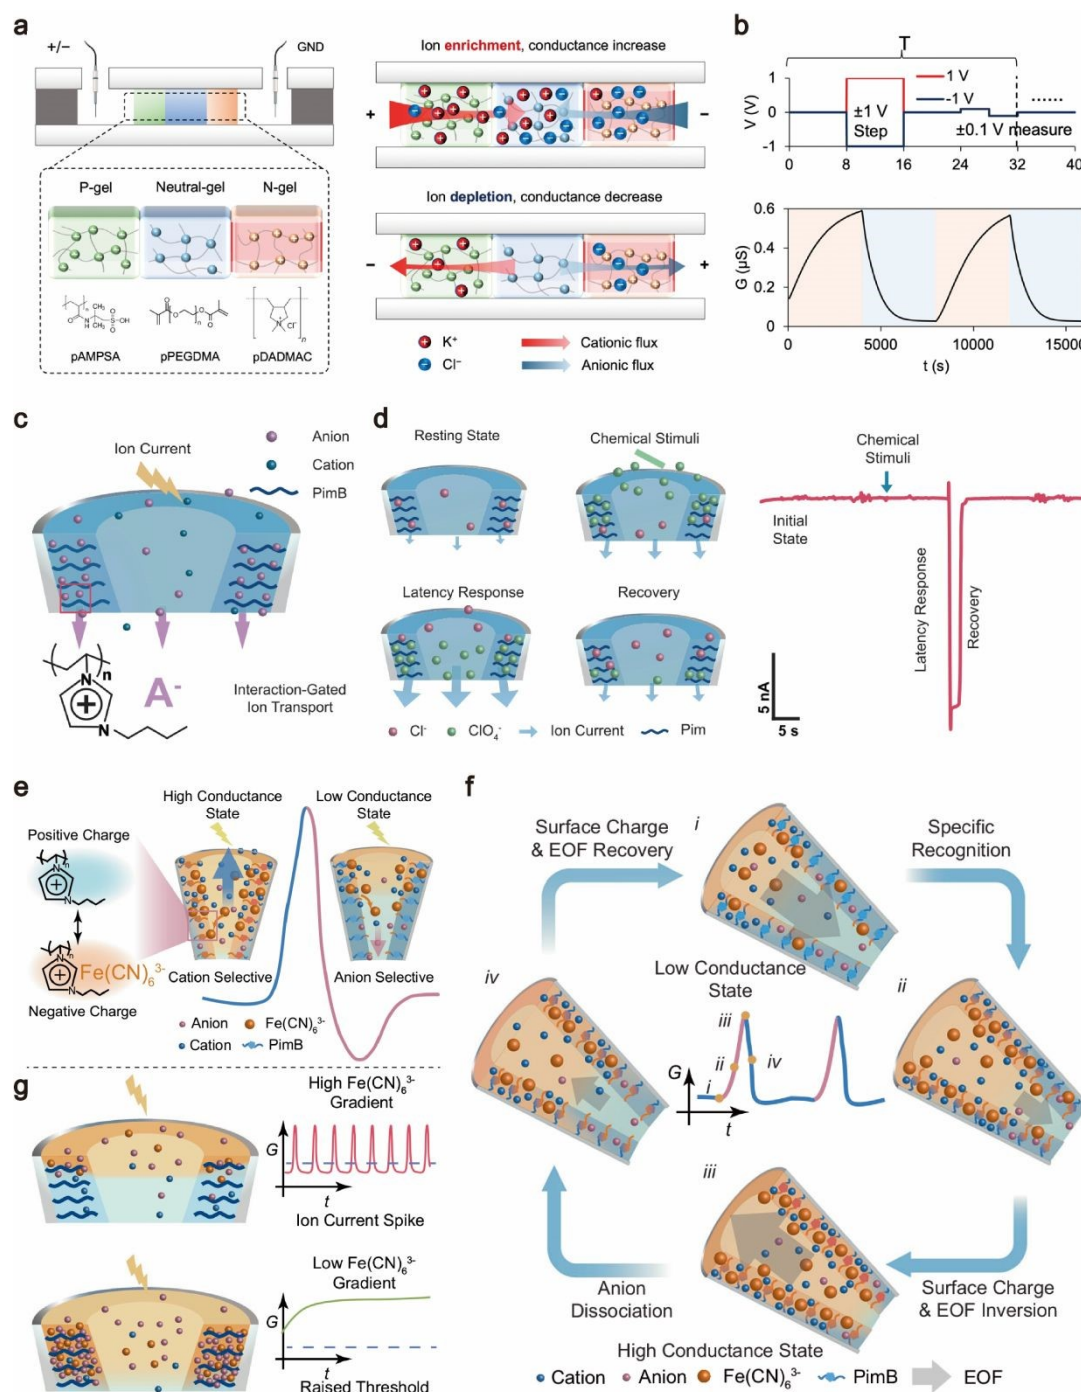 a
+/−
GND
P-gel
Neutral-gel
N-gel
pAMPSA
pPEGDMA
pDADMAC
Ion enrichment, conductance increase
+
−
Ion depletion, conductance decrease
−
+
K⁺
Cationic flux
Cl⁻
Anionic flux
b
T
V (V)
1
0
-1
1 V
-1 V
±1 V
Step
±0.1 V measure
......
0
8
16
24
32
40
G (µS)
0.6
0.4
0.2
0
0
5000
10000
15000
t (s)
c
Ion Current
Anion
Cation
PimB
n
N
N
A⁻
Interaction-Gated
Ion Transport
d
Resting State
Chemical Stimuli
Latency Response
Recovery
Cl⁻
ClO₄⁻
Ion Current
Pim
Chemical
Stimuli
Initial
State
Latency Response
Recovery
5 nA
5 s
e
High Conductance
State
Low Conductance
State
Positive Charge
Fe(CN)₆³⁻
Negative Charge
Cation Selective
Anion Selective
Anion
Fe(CN)₆³⁻
Cation
PimB
f
Surface Charge
& EOF Recovery
i
Specific
Recognition
iv
Low Conductance
State
ii
G
i
ii
iii
iv
t
iii
Anion
Dissociation
Surface Charge
& EOF Inversion
High Conductance State
Cation
Anion
Fe(CN)₆³⁻
PimB
EOF
g
High Fe(CN)₆³⁻
Gradient
G
t
Ion Current Spike
Low Fe(CN)₆³⁻
Gradient
G
t
Raised Threshold